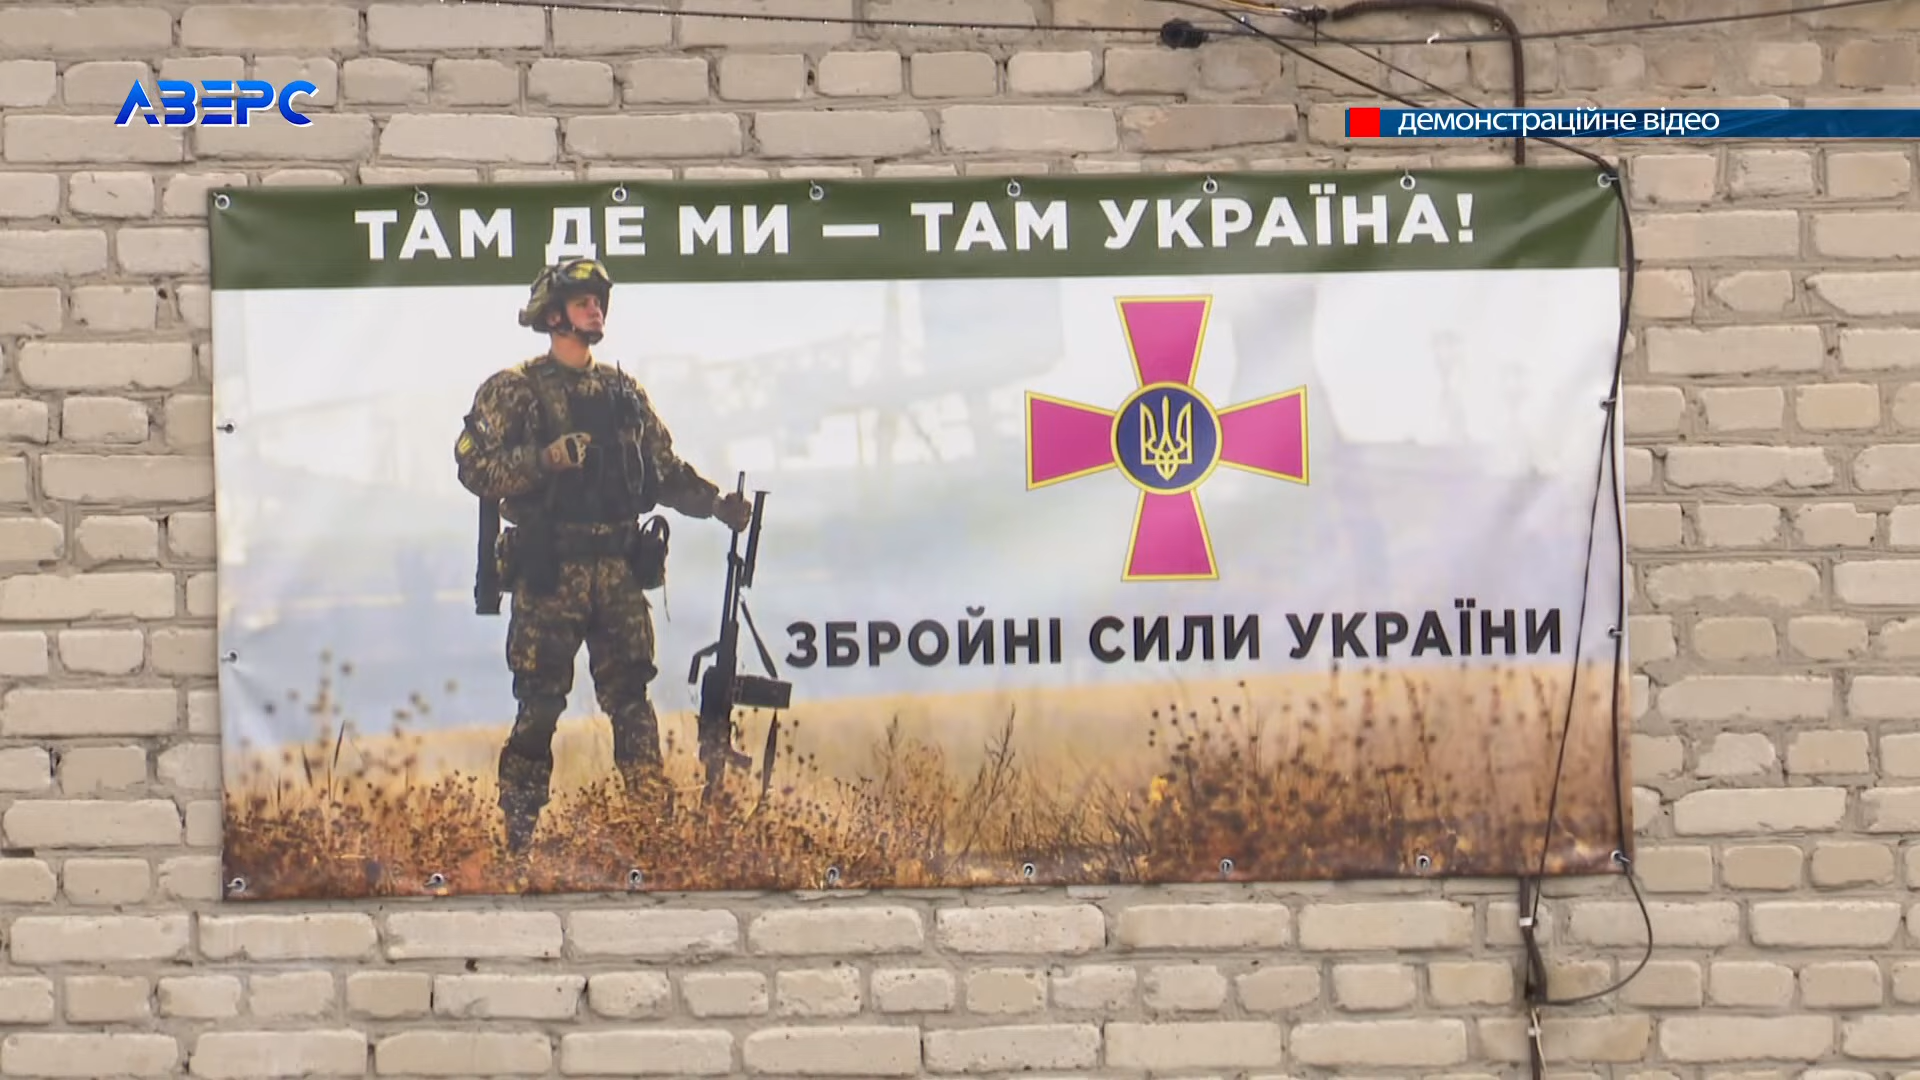 АВЕРС
демонстраційне відео
ТАМ ДЕ МИ — ТАМ УКРАЇНА!
ЗБРОЙНІ СИЛИ УКРАЇНИ